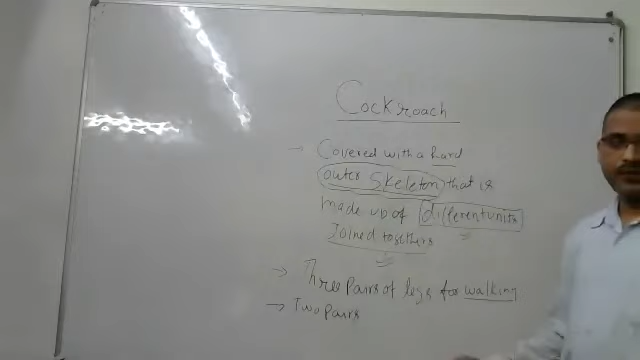 Cockroach
→ Covered with a hard
outer skeleton that is
made up of different units
Joined togethers
→ Three Pairs of legs for walking
→ Two Pairs